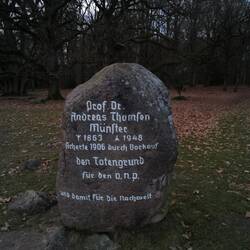 Prof. Dr.
Andreas Thomsen
Münster
* 1863 ⅄ 1948
sicherte 1906 durch Vorkauf
den Totengrund
für den V.N.P.
und damit für die Nachwelt